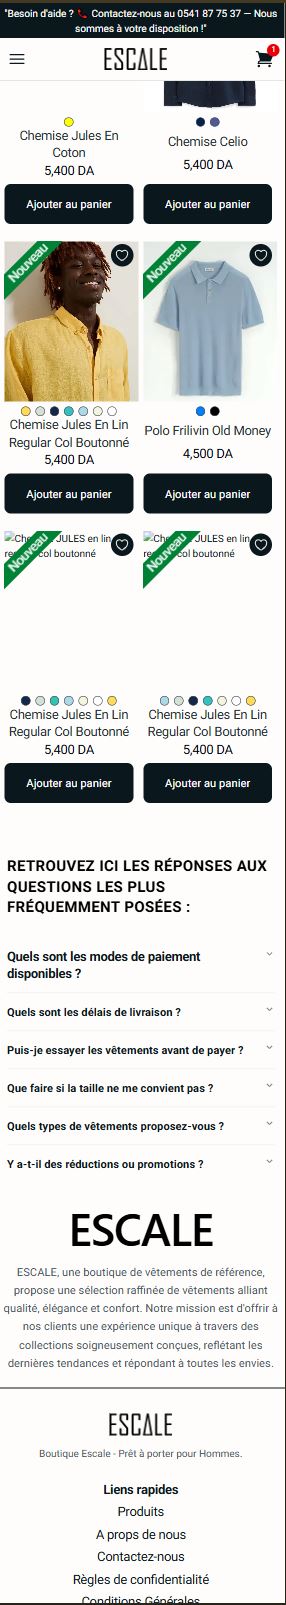 "Besoin d'aide ? 📞 Contactez-nous au 0541 87 75 37 — Nous
sommes à votre disposition !"
ESCALE
1
Chemise Jules En
Coton
5,400 DA
Ajouter au panier
Chemise Celio
5,400 DA
Ajouter au panier
Nouveau
Chemise Jules En Lin
Regular Col Boutonné
5,400 DA
Ajouter au panier
Nouveau
Polo Frilivin Old Money
4,500 DA
Ajouter au panier
Nouveau
JULES en lin
col boutonné
Chemise Jules En Lin
Regular Col Boutonné
5,400 DA
Ajouter au panier
Nouveau
JULES en lin
col boutonné
Chemise Jules En Lin
Regular Col Boutonné
5,400 DA
Ajouter au panier
RETROUVEZ ICI LES RÉPONSES AUX
QUESTIONS LES PLUS
FRÉQUEMMENT POSÉES :
Quels sont les modes de paiement
disponibles ?
Quels sont les délais de livraison ?
Puis-je essayer les vêtements avant de payer ?
Que faire si la taille ne me convient pas ?
Quels types de vêtements proposez-vous ?
Y a-t-il des réductions ou promotions ?
ESCALE
ESCALE, une boutique de vêtements de référence,
propose une sélection raffinée de vêtements alliant
qualité, élégance et confort. Notre mission est d'offrir à
nos clients une expérience unique à travers des
collections soigneusement conçues, reflétant les
dernières tendances et répondant à toutes les envies.
ESCALE
Boutique Escale - Prêt à porter pour Hommes.
Liens rapides
Produits
A propos de nous
Contactez-nous
Règles de confidentialité
Conditions Générales